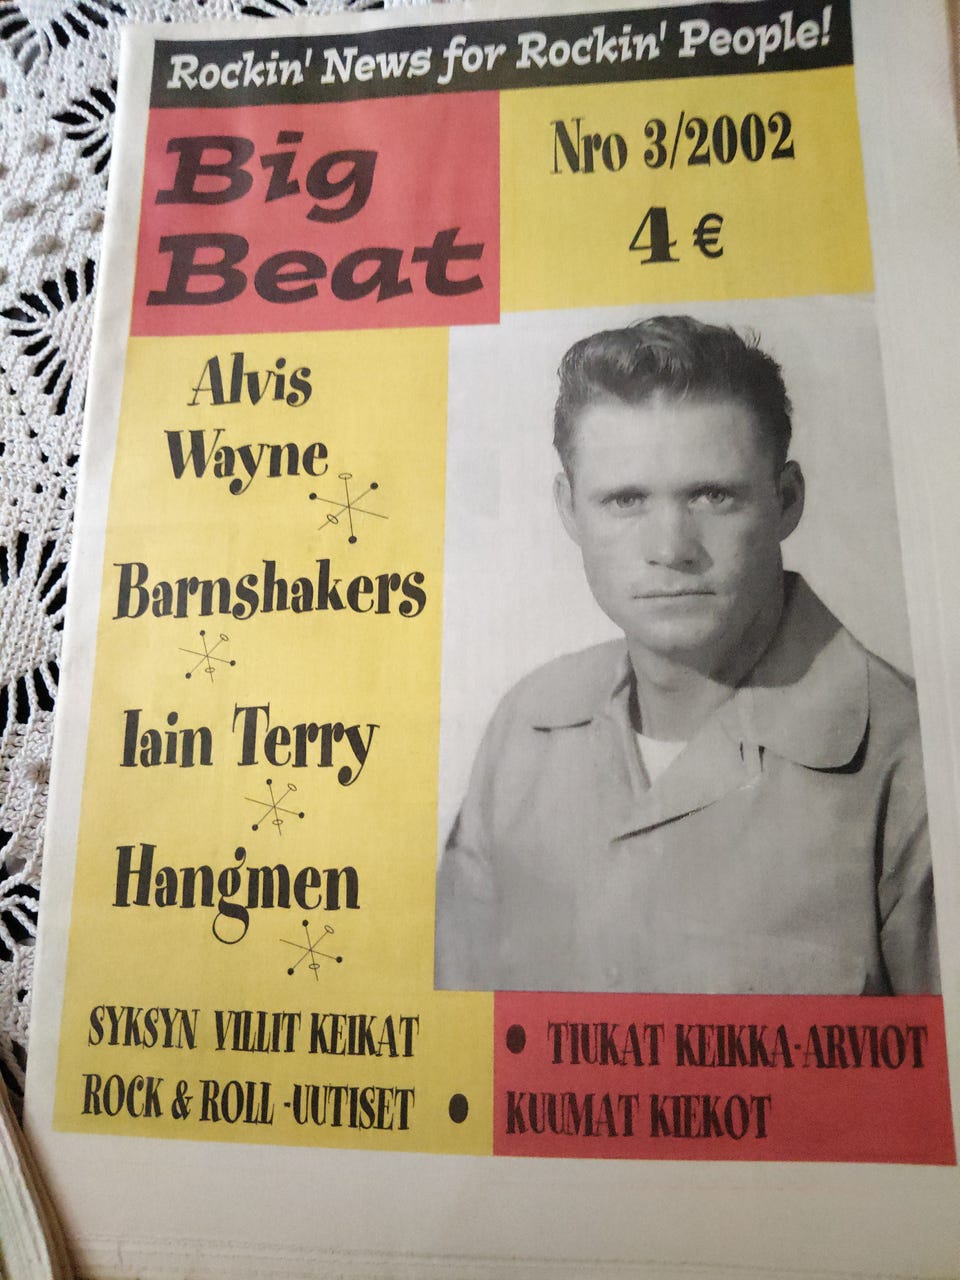 Rockin' News for Rockin' People!
Big
Beat
Nro 3/2002
4 €
Alvis
Wayne
Barnshakers
Iain Terry
Hangmen
SYKSYN VILLIT KEIKAT
• TIUKAT KEIKKA-ARVIOT
ROCK & ROLL -UUTISET •
KUUMAT KIEKOT